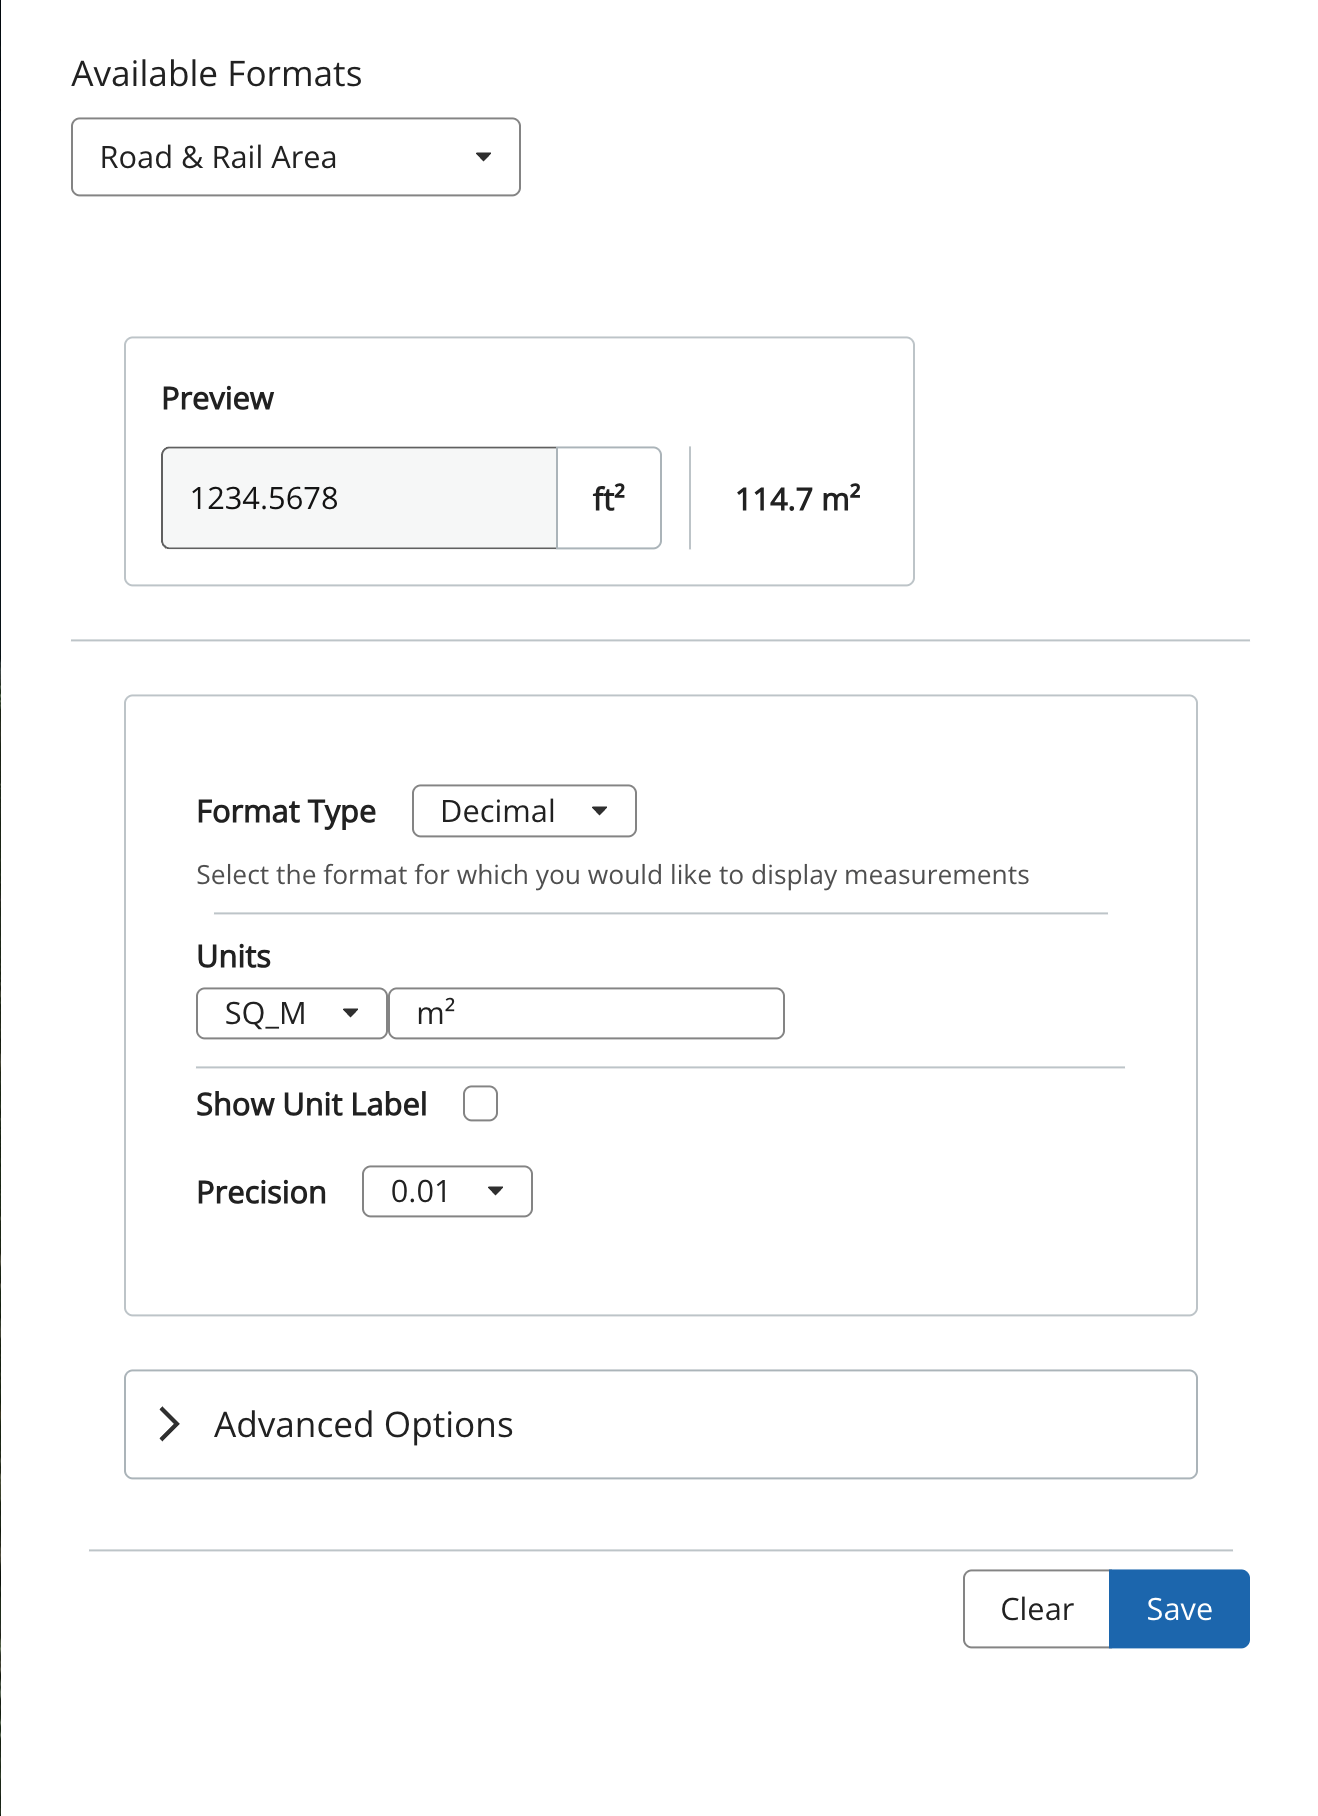 Available Formats
Road & Rail Area
Preview
1234.5678 ft² 114.7 m²
Format Type Decimal
Select the format for which you would like to display measurements
Units
SQ_M m²
Show Unit Label
Precision 0.01
Advanced Options
Clear Save